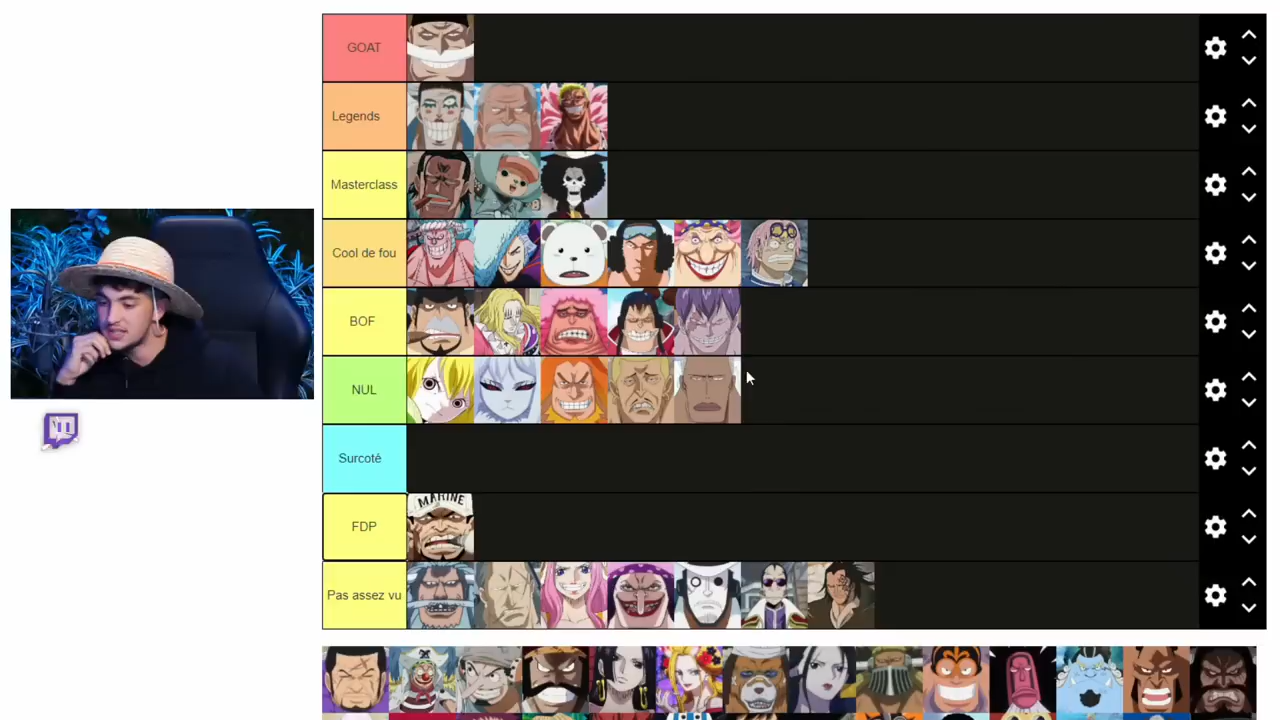 GOAT
Legends
Masterclass
Cool de fou
BOF
NUL
Surcoté
FDP
MARINE
Pas assez vu